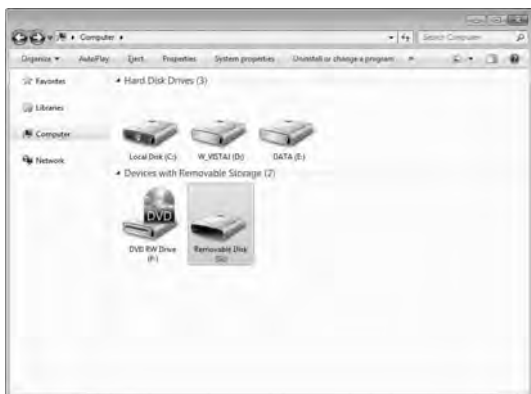 Computer
Search Computer
Organize AutoPlay Eject Properties System properties Uninstall or change a program »
Favorites
Hard Disk Drives (3)
Libraries
Computer
Local Disk (C:) W_VISTAJ (D:) DATA (E:)
Network
Devices with Removable Storage (2)
DVD
DVD RW Drive
(F:)
Removable Disk